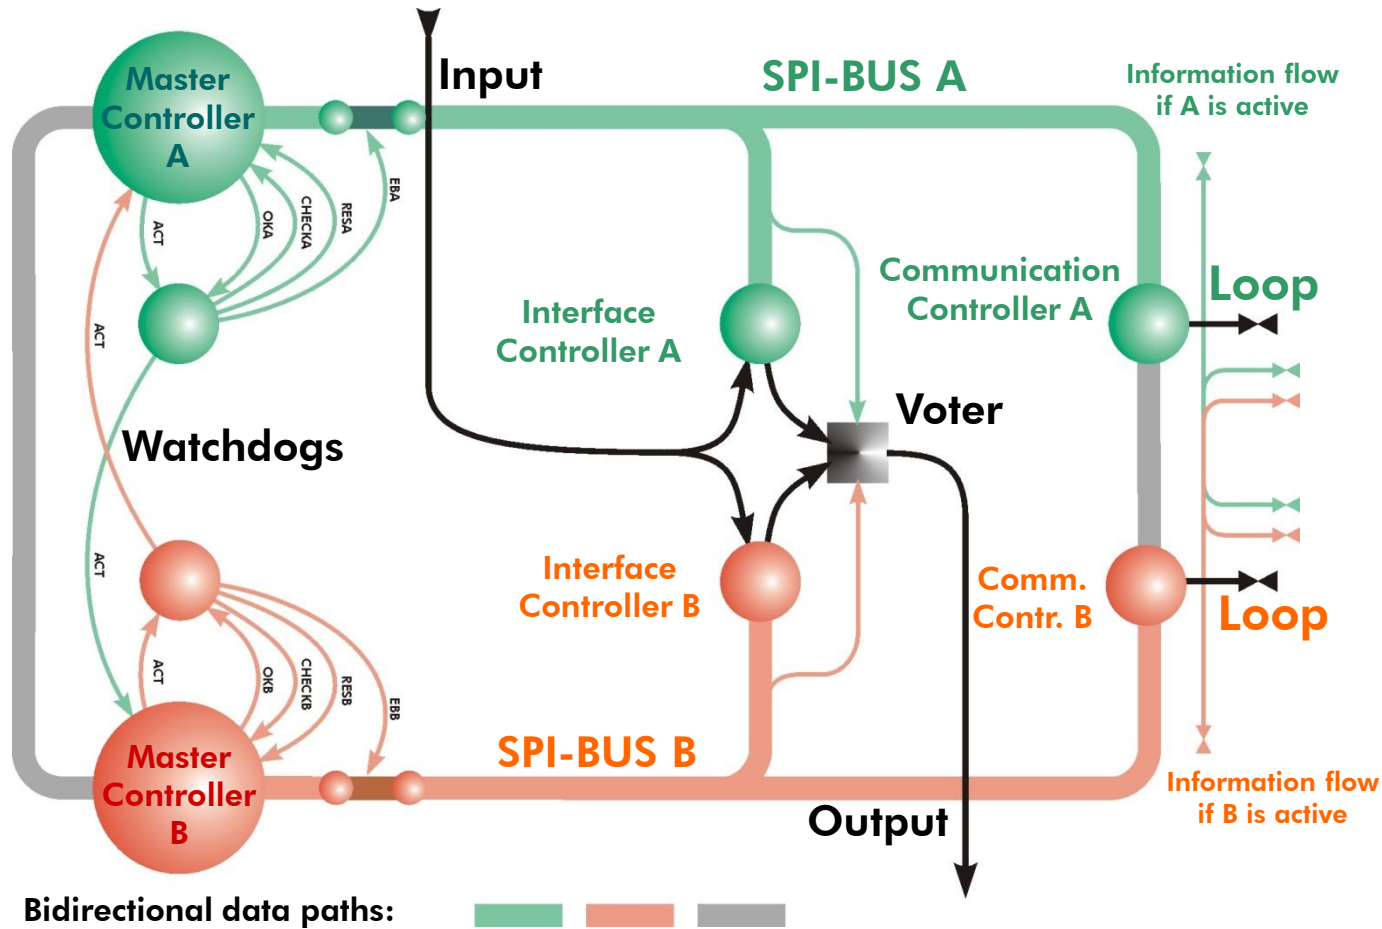 Master
Controller
A
Input
SPI-BUS A
Information flow
if A is active
ACT
OKA
CHECKA
RESA
EBA
Communication
Controller A
Loop
Interface
Controller A
ACT
Watchdogs
Voter
ACT
Interface
Controller B
Comm.
Contr. B
Loop
ACT
OKB
CHECKB
RESB
EBB
SPI-BUS B
Master
Controller
B
Information flow
if B is active
Output
Bidirectional data paths: